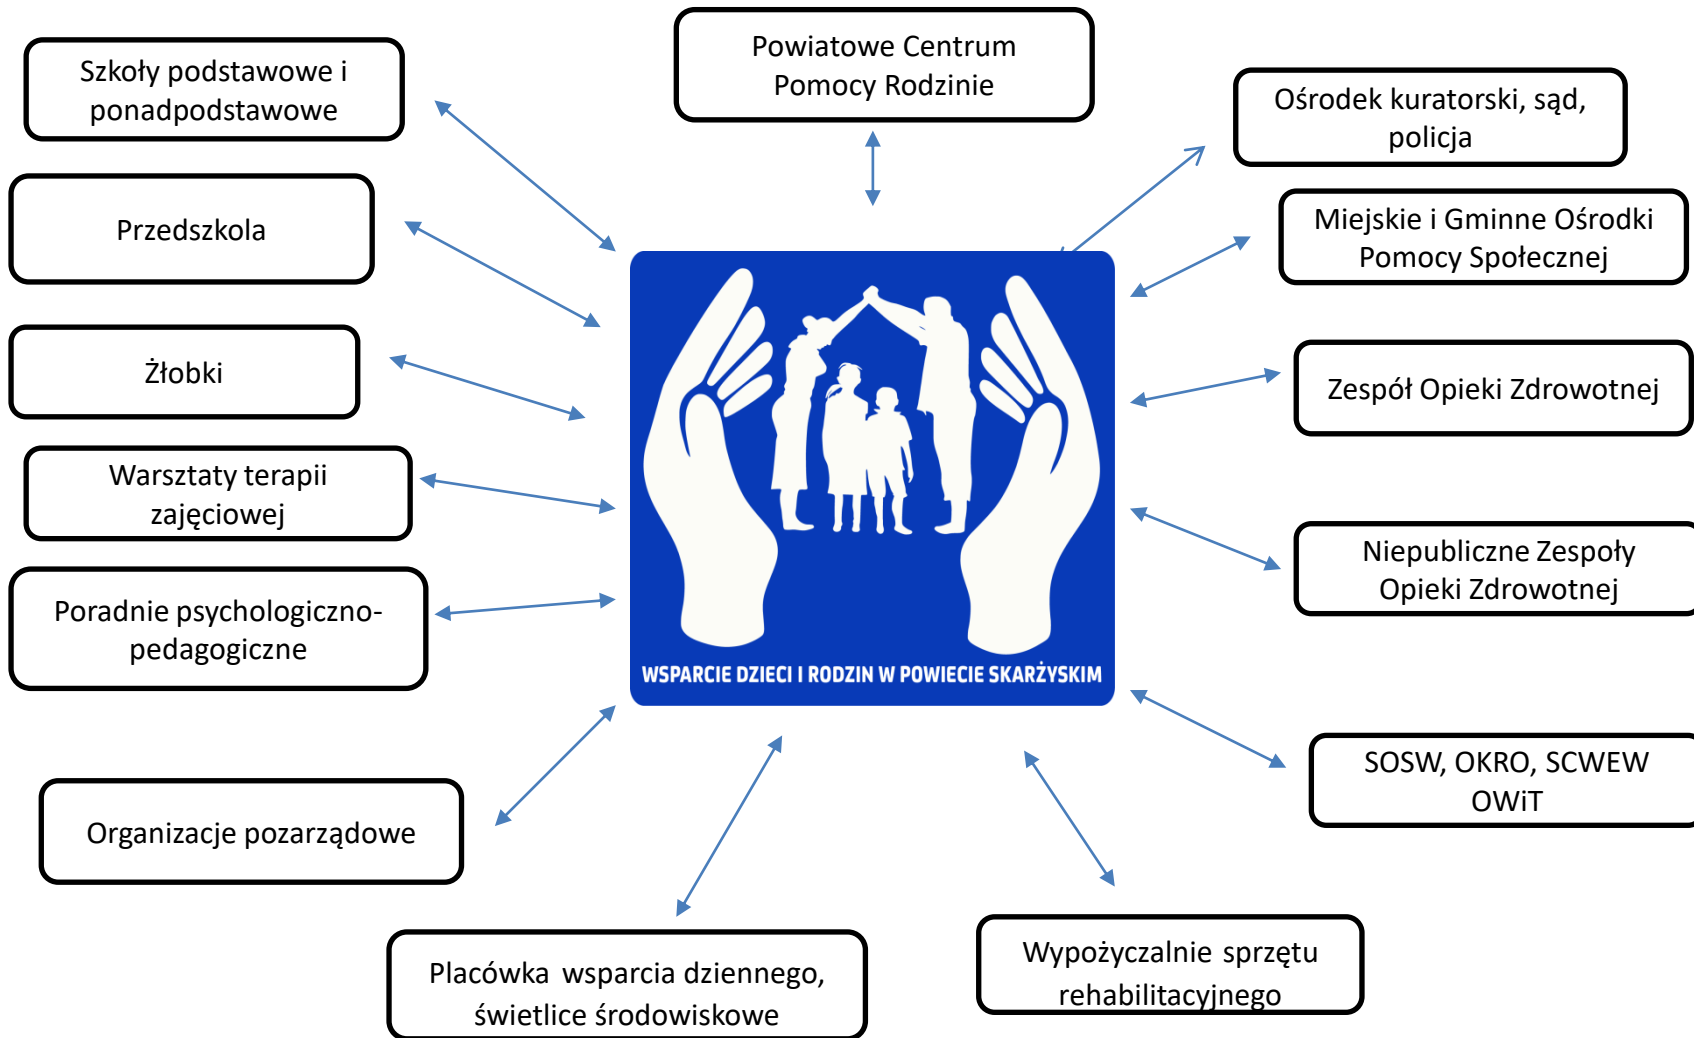 Powiatowe Centrum
Pomocy Rodzinie
Szkoły podstawowe i
ponadpodstawowe
Ośrodek kuratorski, sąd,
policja
Przedszkola
Miejskie i Gminne Ośrodki
Pomocy Społecznej
Żłobki
Zespół Opieki Zdrowotnej
Warsztaty terapii
zajęciowej
Niepubliczne Zespoły
Opieki Zdrowotnej
Poradnie psychologiczno-
pedagogiczne
WSPARCIE DZIECI I RODZIN W POWIECIE SKARŻYSKIM
SOSW, OKRO, SCWEW
OWiT
Organizacje pozarządowe
Placówka wsparcia dziennego,
świetlice środowiskowe
Wypożyczalnie sprzętu
rehabilitacyjnego